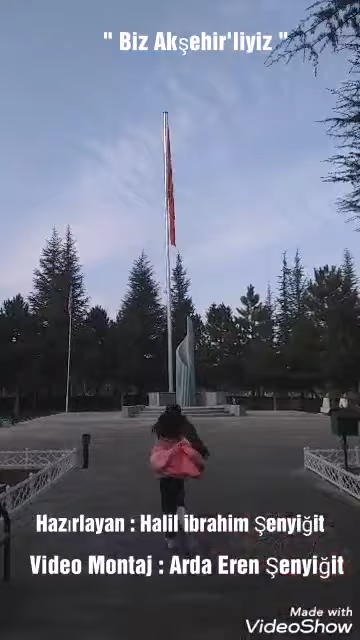 " Biz Akşehir'liyiz "
Hazırlayan : Halil ibrahim Şenyiğit
Video Montaj : Arda Eren Şenyiğit
Made with
VideoShow